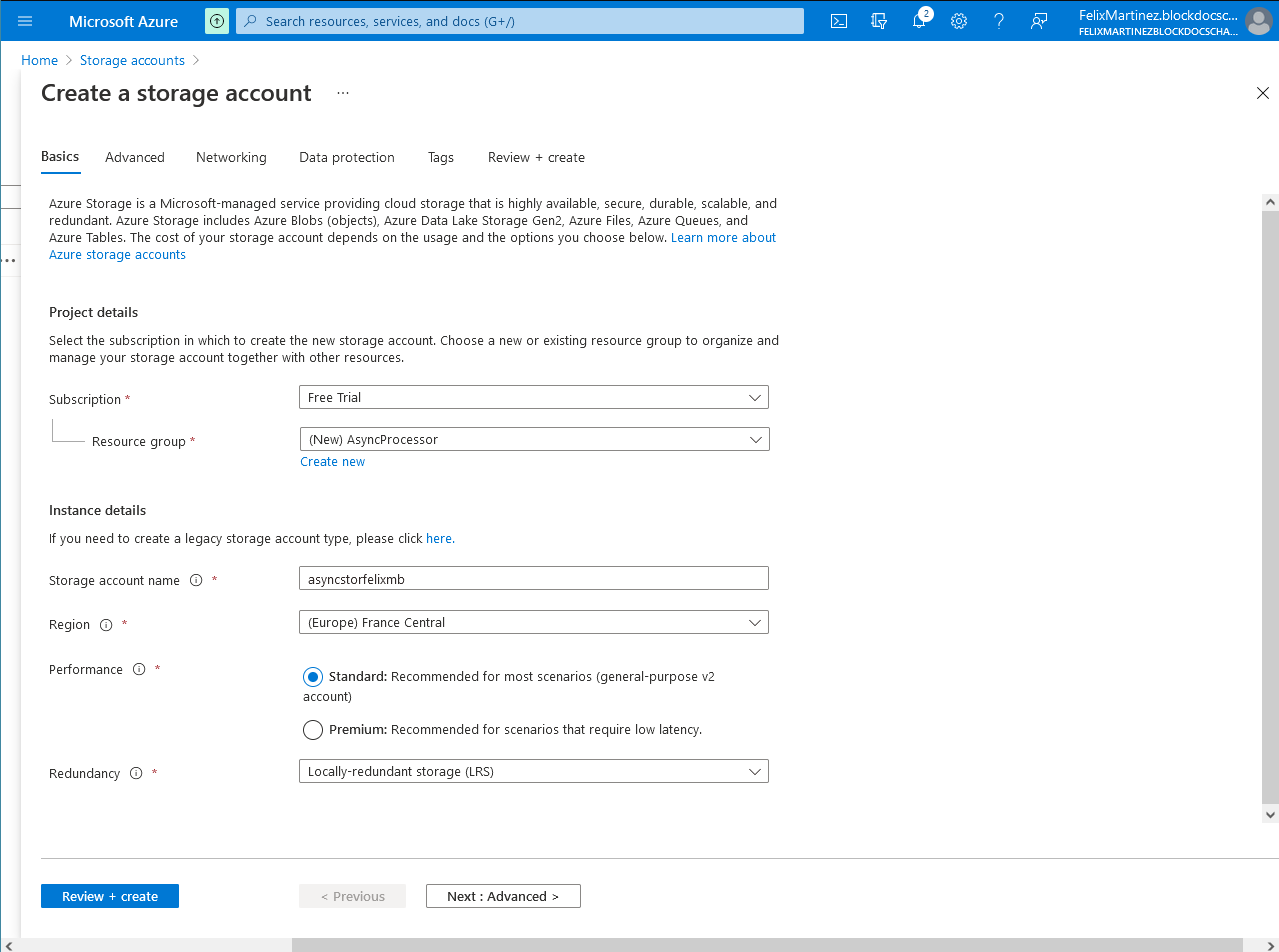 Microsoft Azure
Search resources, services, and docs (G+/)
2
FelixMartinez.blockdocsc...
FELIXMARTINEZBLOCKDOCSCHA...
Home > Storage accounts >
Create a storage account ...
Basics Advanced Networking Data protection Tags Review + create
Azure Storage is a Microsoft-managed service providing cloud storage that is highly available, secure, durable, scalable, and
redundant. Azure Storage includes Azure Blobs (objects), Azure Data Lake Storage Gen2, Azure Files, Azure Queues, and
Azure Tables. The cost of your storage account depends on the usage and the options you choose below. Learn more about
Azure storage accounts
Project details
Select the subscription in which to create the new storage account. Choose a new or existing resource group to organize and
manage your storage account together with other resources.
Subscription * Free Trial
Resource group * (New) AsyncProcessor
Create new
Instance details
If you need to create a legacy storage account type, please click here.
Storage account name * asyncstorfelixmb
Region * (Europe) France Central
Performance * Standard: Recommended for most scenarios (general-purpose v2
account)
Premium: Recommended for scenarios that require low latency.
Redundancy * Locally-redundant storage (LRS)
Review + create < Previous Next : Advanced >